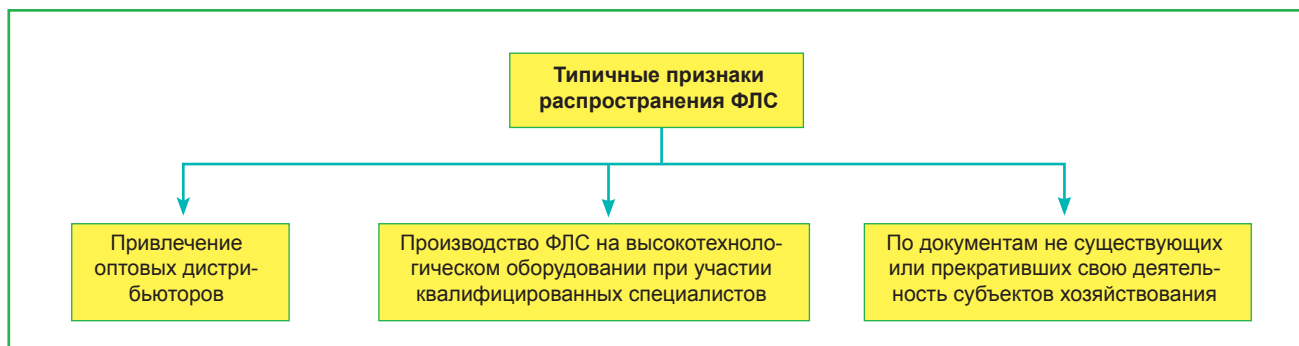 Типичные признаки
распространения ФЛС
Привлечение
оптовых дистри-
бьюторов
Производство ФЛС на высокотехноло-
гическом оборудовании при участии
квалифицированных специалистов
По документам не существующих
или прекративших свою деятель-
ность субъектов хозяйствования